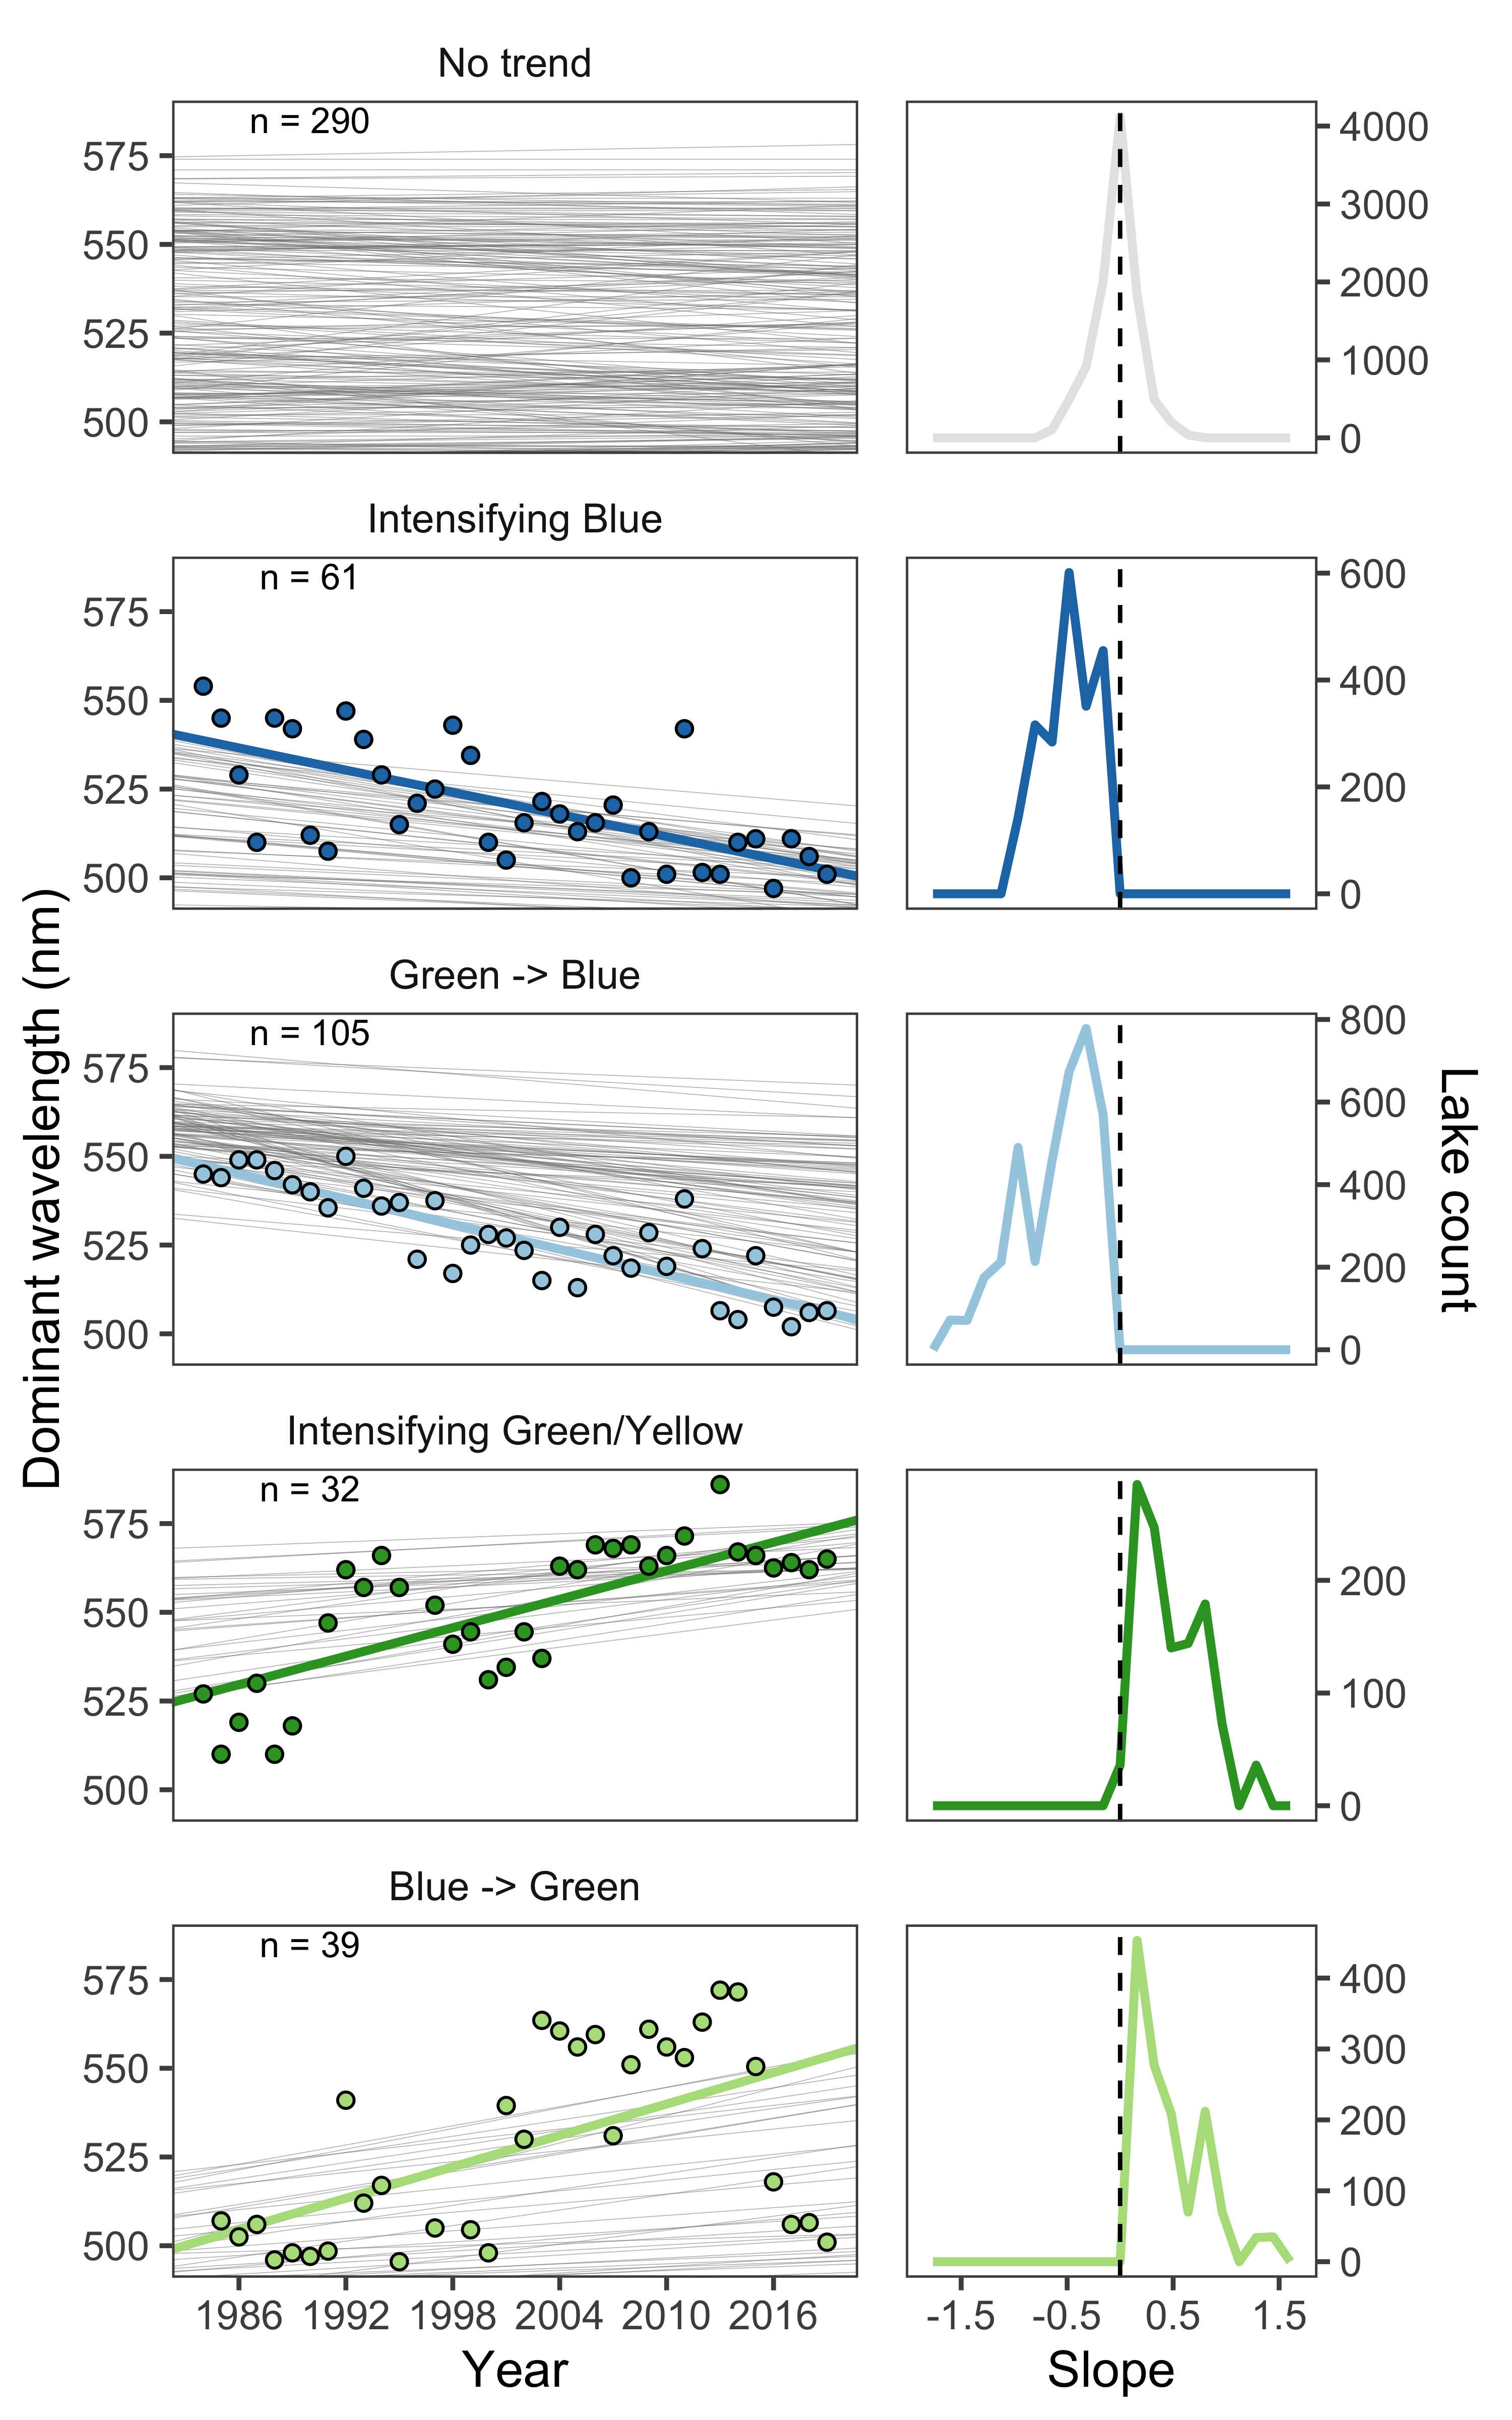 No trend
n = 290
575
550
525
500
4000
3000
2000
1000
0
Intensifying Blue
n = 61
575
550
525
500
600
400
200
0
Green -> Blue
n = 105
575
550
525
500
800
600
400
200
0
Intensifying Green/Yellow
n = 32
575
550
525
500
200
100
0
Blue -> Green
n = 39
575
550
525
500
400
300
200
100
0
1986 1992 1998 2004 2010 2016
-1.5 -0.5 0.5 1.5
Year
Slope
Dominant wavelength (nm)
Lake count